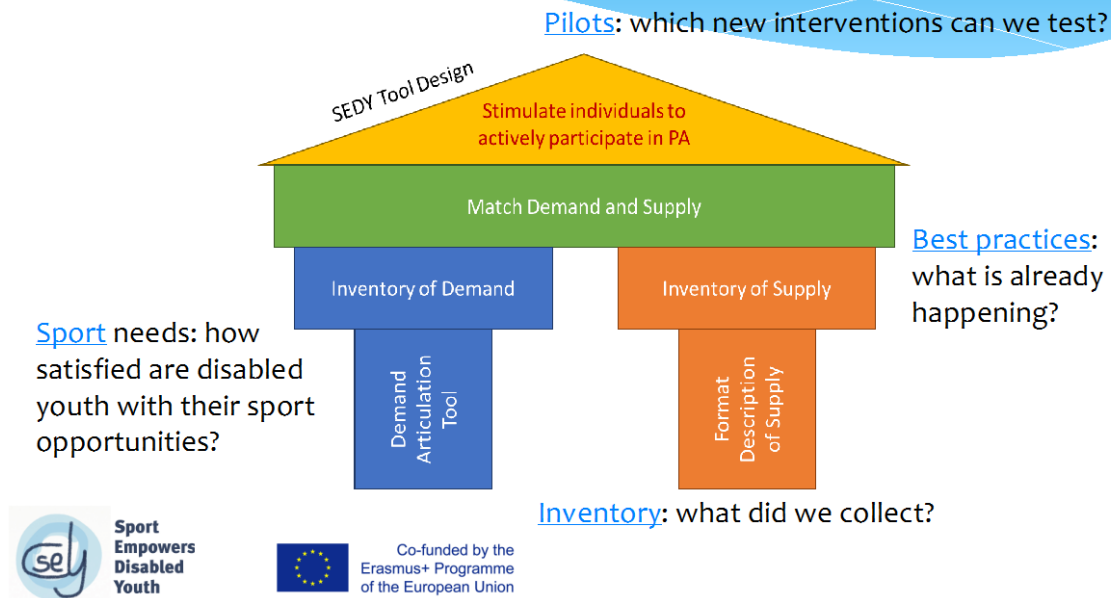 Pilots: which new interventions can we test?
SEDY Tool Design
Stimulate individuals to
actively participate in PA
Match Demand and Supply
Inventory of Demand
Inventory of Supply
Best practices:
what is already
happening?
Sport needs: how
satisfied are disabled
youth with their sport
opportunities?
Demand
Articulation
Tool
Format
Description
of Supply
Inventory: what did we collect?
Sport
Empowers
Disabled
Youth
Co-funded by the
Erasmus+ Programme
of the European Union